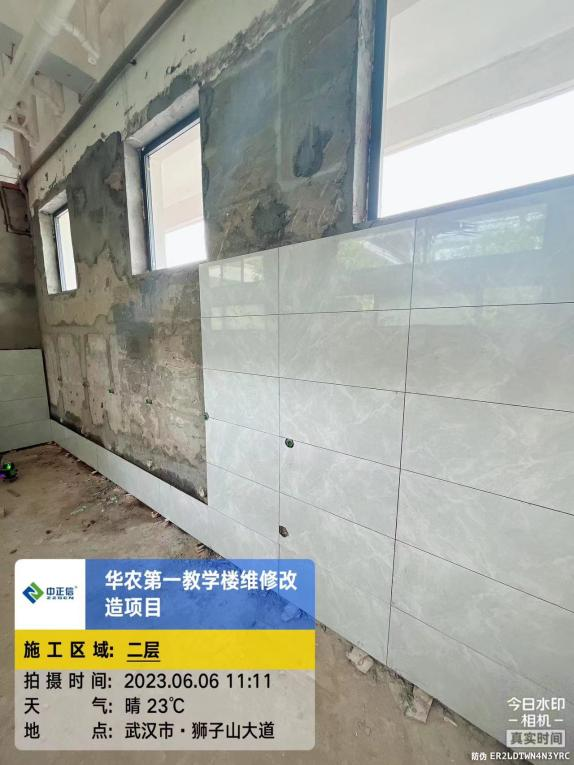 中正信
ZZSEN
华农第一教学楼维修改
造项目
施工区域: 二层
拍摄时间: 2023.06.06 11:11
天气: 晴 23℃
地点: 武汉市·狮子山大道
今日水印
-相机-
真实时间
防伪 ER2LDTWN4N3YRC